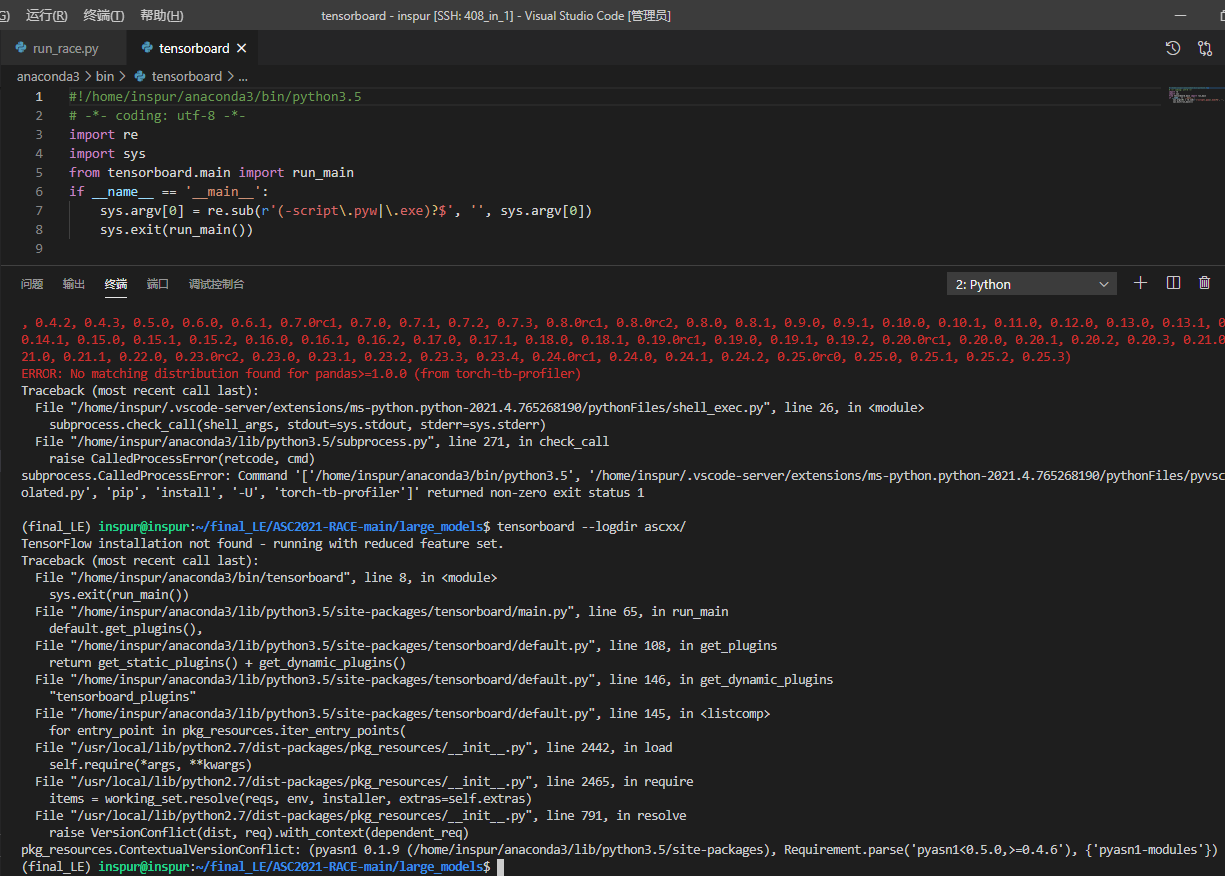 G) 运行(R) 终端(T) 帮助(H) tensorboard - inspur [SSH: 408_in_1] - Visual Studio Code [管理员]
run_race.py tensorboard
anaconda3 > bin > tensorboard > ...
1 #!/home/inspur/anaconda3/bin/python3.5
2 # -*- coding: utf-8 -*-
3 import re
4 import sys
5 from tensorboard.main import run_main
6 if __name__ == '__main__':
7 sys.argv[0] = re.sub(r'(-script\.pyw|\.exe)?$', '', sys.argv[0])
8 sys.exit(run_main())
9
问题 输出 终端 端口 调试控制台 2: Python
, 0.4.2, 0.4.3, 0.5.0, 0.6.0, 0.6.1, 0.7.0rc1, 0.7.0, 0.7.1, 0.7.2, 0.7.3, 0.8.0rc1, 0.8.0rc2, 0.8.0, 0.8.1, 0.9.0, 0.9.1, 0.10.0, 0.10.1, 0.11.0, 0.12.0, 0.13.0, 0.13.1, 0
0.14.1, 0.15.0, 0.15.1, 0.15.2, 0.16.0, 0.16.1, 0.16.2, 0.17.0, 0.17.1, 0.18.0, 0.18.1, 0.19.0rc1, 0.19.0, 0.19.1, 0.19.2, 0.20.0rc1, 0.20.0, 0.20.1, 0.20.2, 0.20.3, 0.21.0
21.0, 0.21.1, 0.22.0, 0.23.0rc2, 0.23.0, 0.23.1, 0.23.2, 0.23.3, 0.23.4, 0.24.0rc1, 0.24.0, 0.24.1, 0.24.2, 0.25.0rc0, 0.25.0, 0.25.1, 0.25.2, 0.25.3)
ERROR: No matching distribution found for pandas>=1.0.0 (from torch-tb-profiler)
Traceback (most recent call last):
File "/home/inspur/.vscode-server/extensions/ms-python.python-2021.4.765268190/pythonFiles/shell_exec.py", line 26, in <module>
subprocess.check_call(shell_args, stdout=sys.stdout, stderr=sys.stderr)
File "/home/inspur/anaconda3/lib/python3.5/subprocess.py", line 271, in check_call
raise CalledProcessError(retcode, cmd)
subprocess.CalledProcessError: Command '['/home/inspur/anaconda3/bin/python3.5', '/home/inspur/.vscode-server/extensions/ms-python.python-2021.4.765268190/pythonFiles/pyvsc
olated.py', 'pip', 'install', '-U', 'torch-tb-profiler']' returned non-zero exit status 1
(final_LE) inspur@inspur:~/final_LE/ASC2021-RACE-main/large_models$ tensorboard --logdir ascxx/
TensorFlow installation not found - running with reduced feature set.
Traceback (most recent call last):
File "/home/inspur/anaconda3/bin/tensorboard", line 8, in <module>
sys.exit(run_main())
File "/home/inspur/anaconda3/lib/python3.5/site-packages/tensorboard/main.py", line 65, in run_main
default.get_plugins(),
File "/home/inspur/anaconda3/lib/python3.5/site-packages/tensorboard/default.py", line 108, in get_plugins
return get_static_plugins() + get_dynamic_plugins()
File "/home/inspur/anaconda3/lib/python3.5/site-packages/tensorboard/default.py", line 146, in get_dynamic_plugins
"tensorboard_plugins"
File "/home/inspur/anaconda3/lib/python3.5/site-packages/tensorboard/default.py", line 145, in <listcomp>
for entry_point in pkg_resources.iter_entry_points(
File "/usr/local/lib/python2.7/dist-packages/pkg_resources/__init__.py", line 2442, in load
self.require(*args, **kwargs)
File "/usr/local/lib/python2.7/dist-packages/pkg_resources/__init__.py", line 2465, in require
items = working_set.resolve(reqs, env, installer, extras=self.extras)
File "/usr/local/lib/python2.7/dist-packages/pkg_resources/__init__.py", line 791, in resolve
raise VersionConflict(dist, req).with_context(dependent_req)
pkg_resources.ContextualVersionConflict: (pyasn1 0.1.9 (/home/inspur/anaconda3/lib/python3.5/site-packages), Requirement.parse('pyasn1<0.5.0,>=0.4.6'), {'pyasn1-modules'})
(final_LE) inspur@inspur:~/final_LE/ASC2021-RACE-main/large_models$